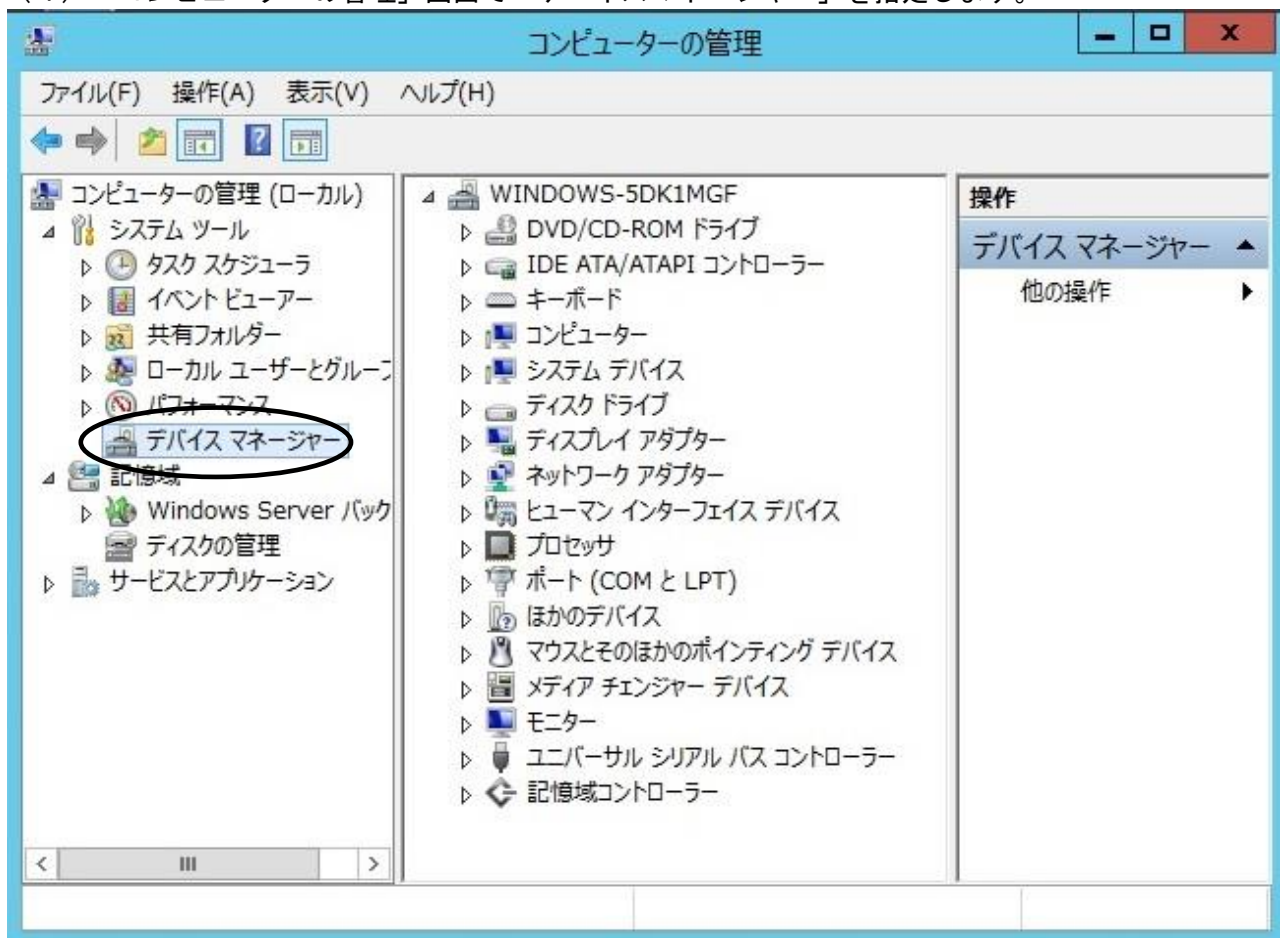 コンピューターの管理
ファイル(F) 操作(A) 表示(V) ヘルプ(H)
コンピューターの管理 (ローカル)
システム ツール
タスク スケジューラ
イベント ビューアー
共有フォルダー
ローカル ユーザーとグルーフ
パフォーマンス
デバイス マネージャー
記憶域
Windows Server バック
ディスクの管理
サービスとアプリケーション
WINDOWS-5DK1MGF
DVD/CD-ROM ドライブ
IDE ATA/ATAPI コントローラー
キーボード
コンピューター
システム デバイス
ディスク ドライブ
ディスプレイ アダプター
ネットワーク アダプター
ヒューマン インターフェイス デバイス
プロセッサ
ポート (COM と LPT)
ほかのデバイス
マウスとそのほかのポインティング デバイス
メディア チェンジャー デバイス
モニター
ユニバーサル シリアル バス コントローラー
記憶域コントローラー
操作
デバイス マネージャー
他の操作